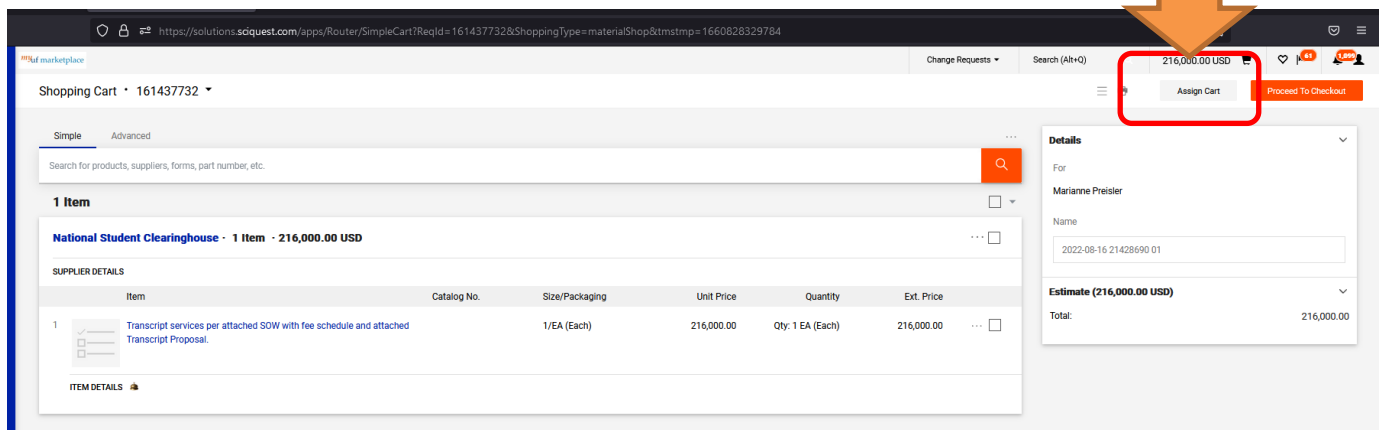 https://solutions.sciquest.com/apps/Router/SimpleCart?ReqId=161437732&ShoppingType=materialShop&tmstmp=1660828329784
myuf marketplace
Change Requests
Search (Alt+Q)
216,000.00 USD
61
Shopping Cart • 161437732
Assign Cart
Proceed To Checkout
Simple Advanced
Search for products, suppliers, forms, part number, etc.
1 Item
National Student Clearinghouse · 1 Item · 216,000.00 USD
SUPPLIER DETAILS
Item Catalog No. Size/Packaging Unit Price Quantity Ext. Price
1 Transcript services per attached SOW with fee schedule and attached 1/EA (Each) 216,000.00 Qty: 1 EA (Each) 216,000.00
Transcript Proposal.
ITEM DETAILS
Details
For
Marianne Preisler
Name
2022-08-16 21428690 01
Estimate (216,000.00 USD)
Total: 216,000.00